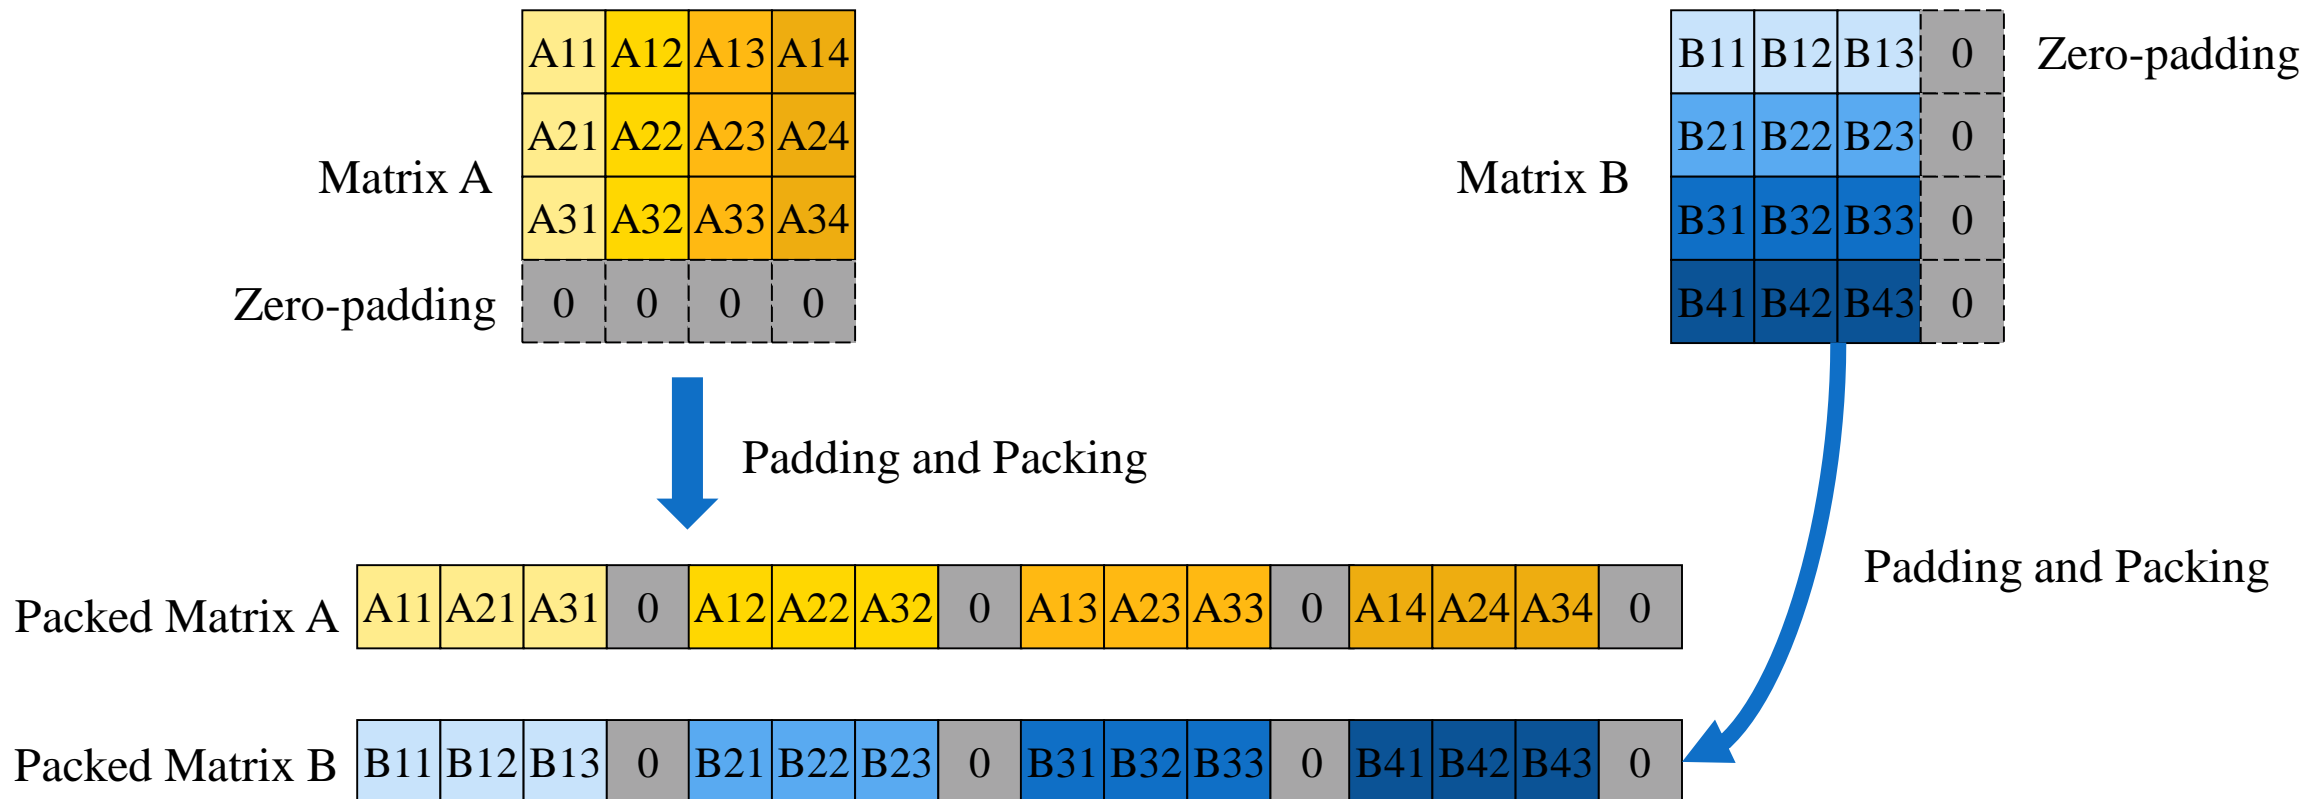 A11 A12 A13 A14
A21 A22 A23 A24
A31 A32 A33 A34
0 0 0 0
Matrix A
Zero-padding
B11 B12 B13 0
B21 B22 B23 0
B31 B32 B33 0
B41 B42 B43 0
Matrix B
Zero-padding
Padding and Packing
Padding and Packing
Packed Matrix A
A11 A21 A31 0 A12 A22 A32 0 A13 A23 A33 0 A14 A24 A34 0
Packed Matrix B
B11 B12 B13 0 B21 B22 B23 0 B31 B32 B33 0 B41 B42 B43 0